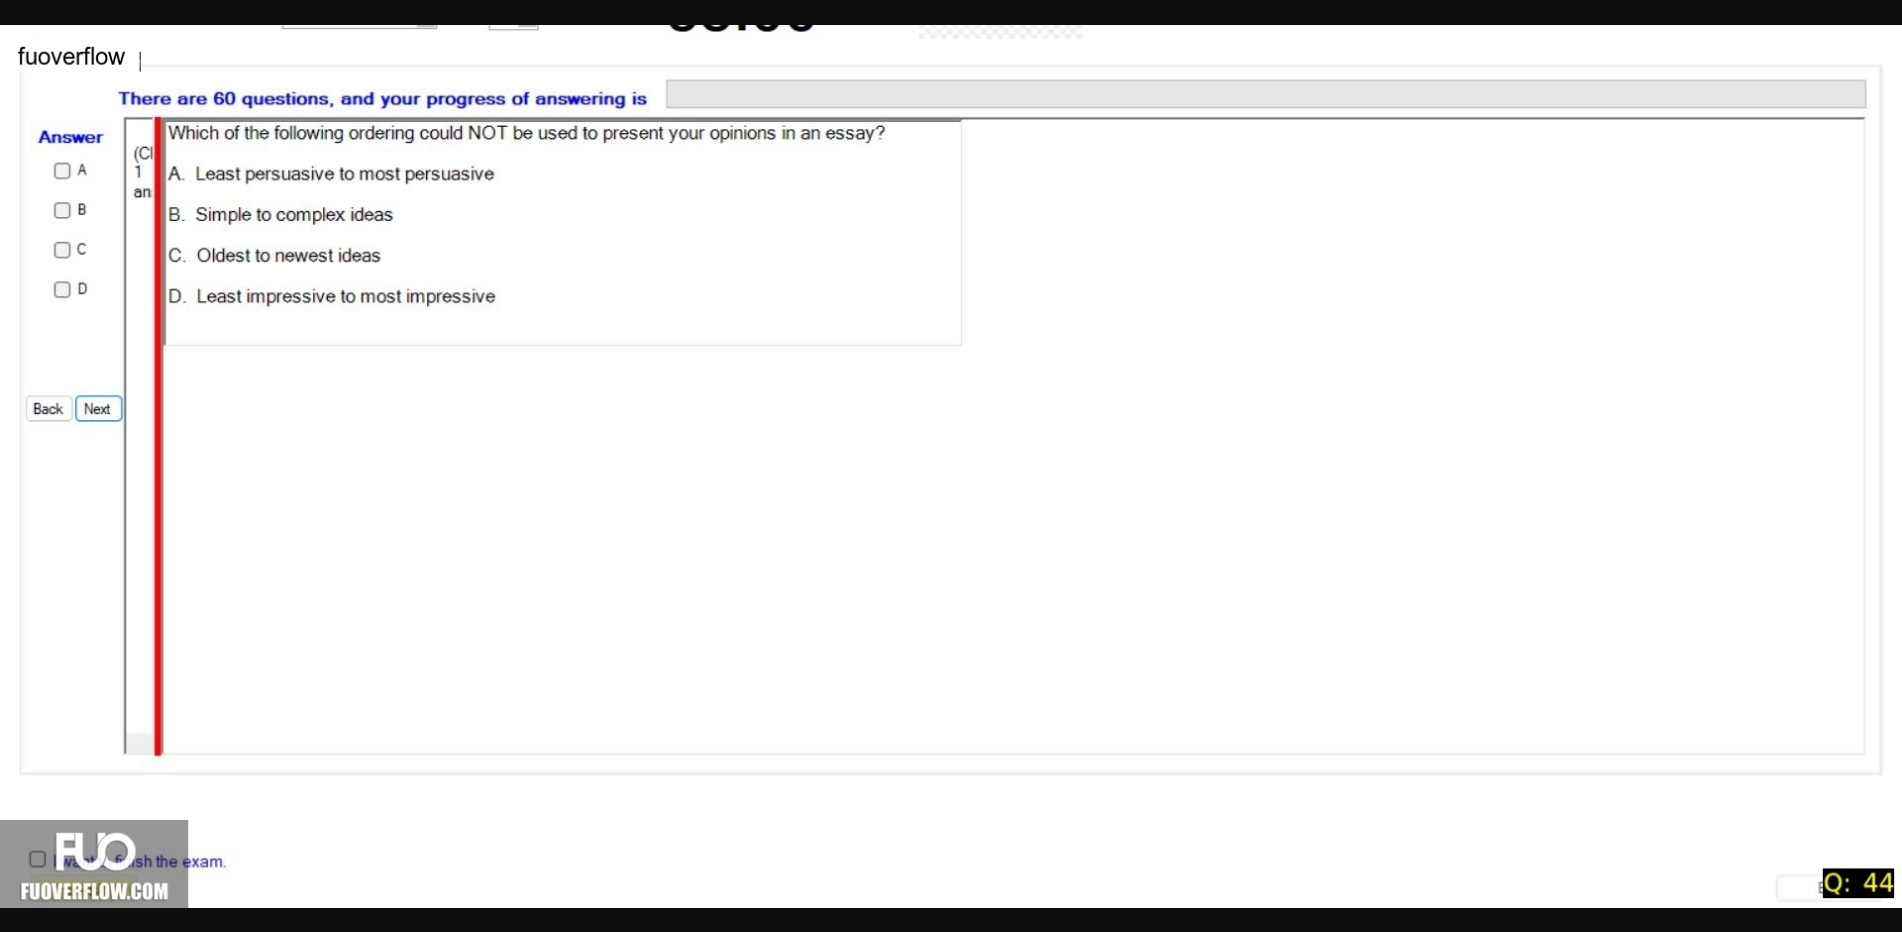 fuoverflow
There are 60 questions, and your progress of answering is
Answer
A
B
C
D
(Cl
1
an
Which of the following ordering could NOT be used to present your opinions in an essay?
A. Least persuasive to most persuasive
B. Simple to complex ideas
C. Oldest to newest ideas
D. Least impressive to most impressive
Back Next
FUO
I want finish the exam.
FUOVERFLOW.COM
Q: 44